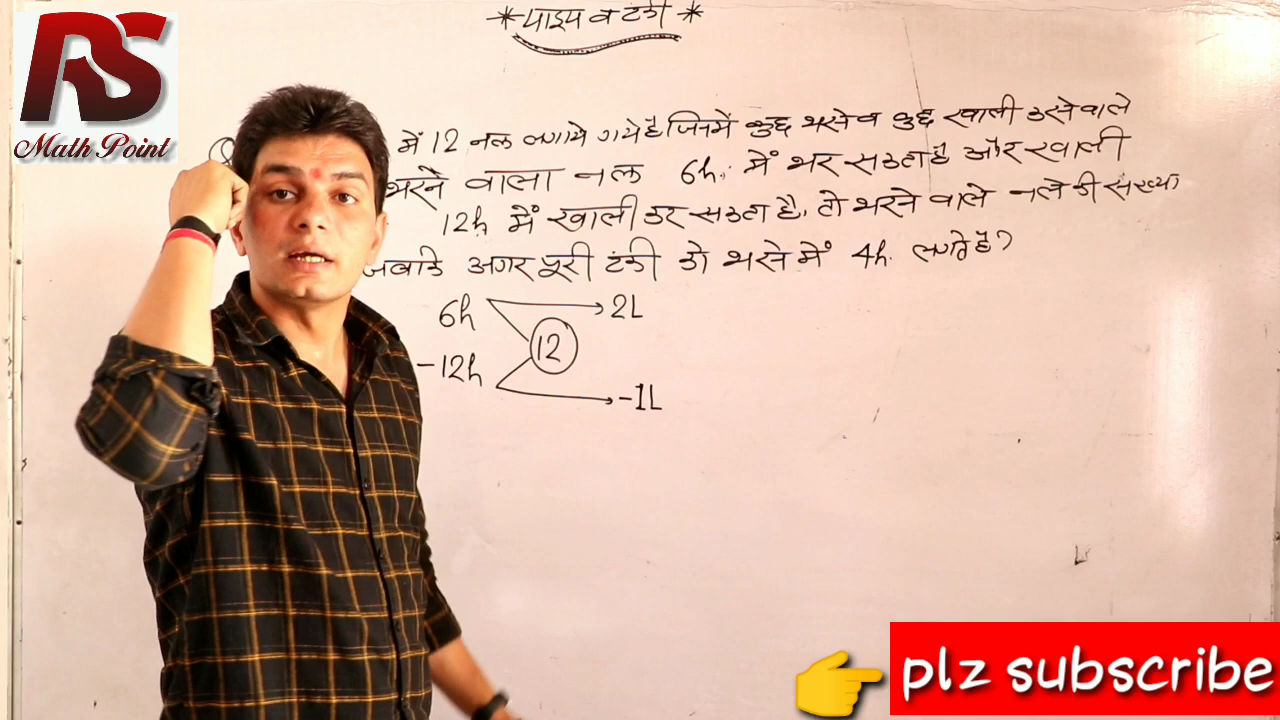 RS
Math Point
* पाइप व टंकी *
में 12 नल लगाये गये है जिनमें कुछ भरने व कुछ खाली करने वाले
भरने वाला नल 6h. में भर सकता है और खाली
12h में खाली कर सकता है, तो भरने वाले नलो की संख्या
जबकि अगर पूरी टंकी को भरने में 4h. लगते है?
6h → 2L
12
-12h → -1L
plz subscribe